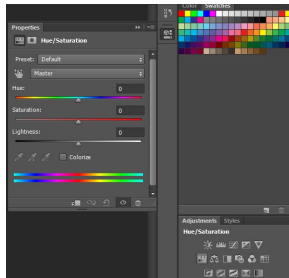 Properties
Hue/Saturation
Preset: Default
Master
Hue: 0
Saturation: 0
Lightness: 0
Colorize
Color Swatches
Adjustments Styles
Hue/Saturation